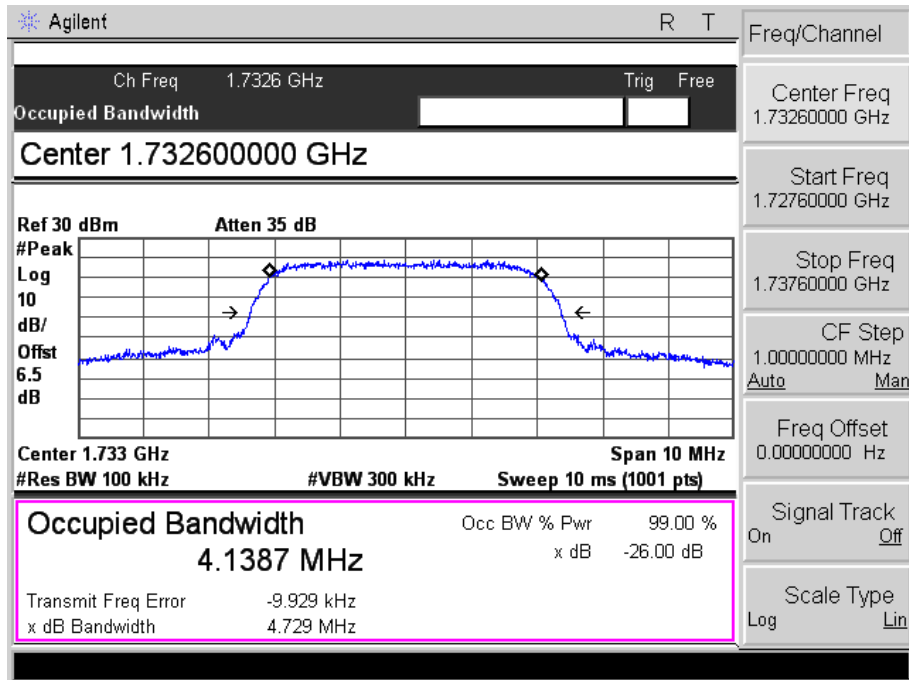 Agilent
R T
Ch Freq 1.7326 GHz Trig Free
Occupied Bandwidth
Center 1.732600000 GHz
Ref 30 dBm Atten 35 dB
#Peak
Log
10
dB/
Offst
6.5
dB
Center 1.733 GHz Span 10 MHz
#Res BW 100 kHz #VBW 300 kHz Sweep 10 ms (1001 pts)
Occupied Bandwidth
4.1387 MHz
Occ BW % Pwr 99.00 %
x dB -26.00 dB
Transmit Freq Error -9.929 kHz
x dB Bandwidth 4.729 MHz
Freq/Channel
Center Freq
1.73260000 GHz
Start Freq
1.72760000 GHz
Stop Freq
1.73760000 GHz
CF Step
1.00000000 MHz
Auto Man
Freq Offset
0.00000000 Hz
Signal Track
On Off
Scale Type
Log Lin